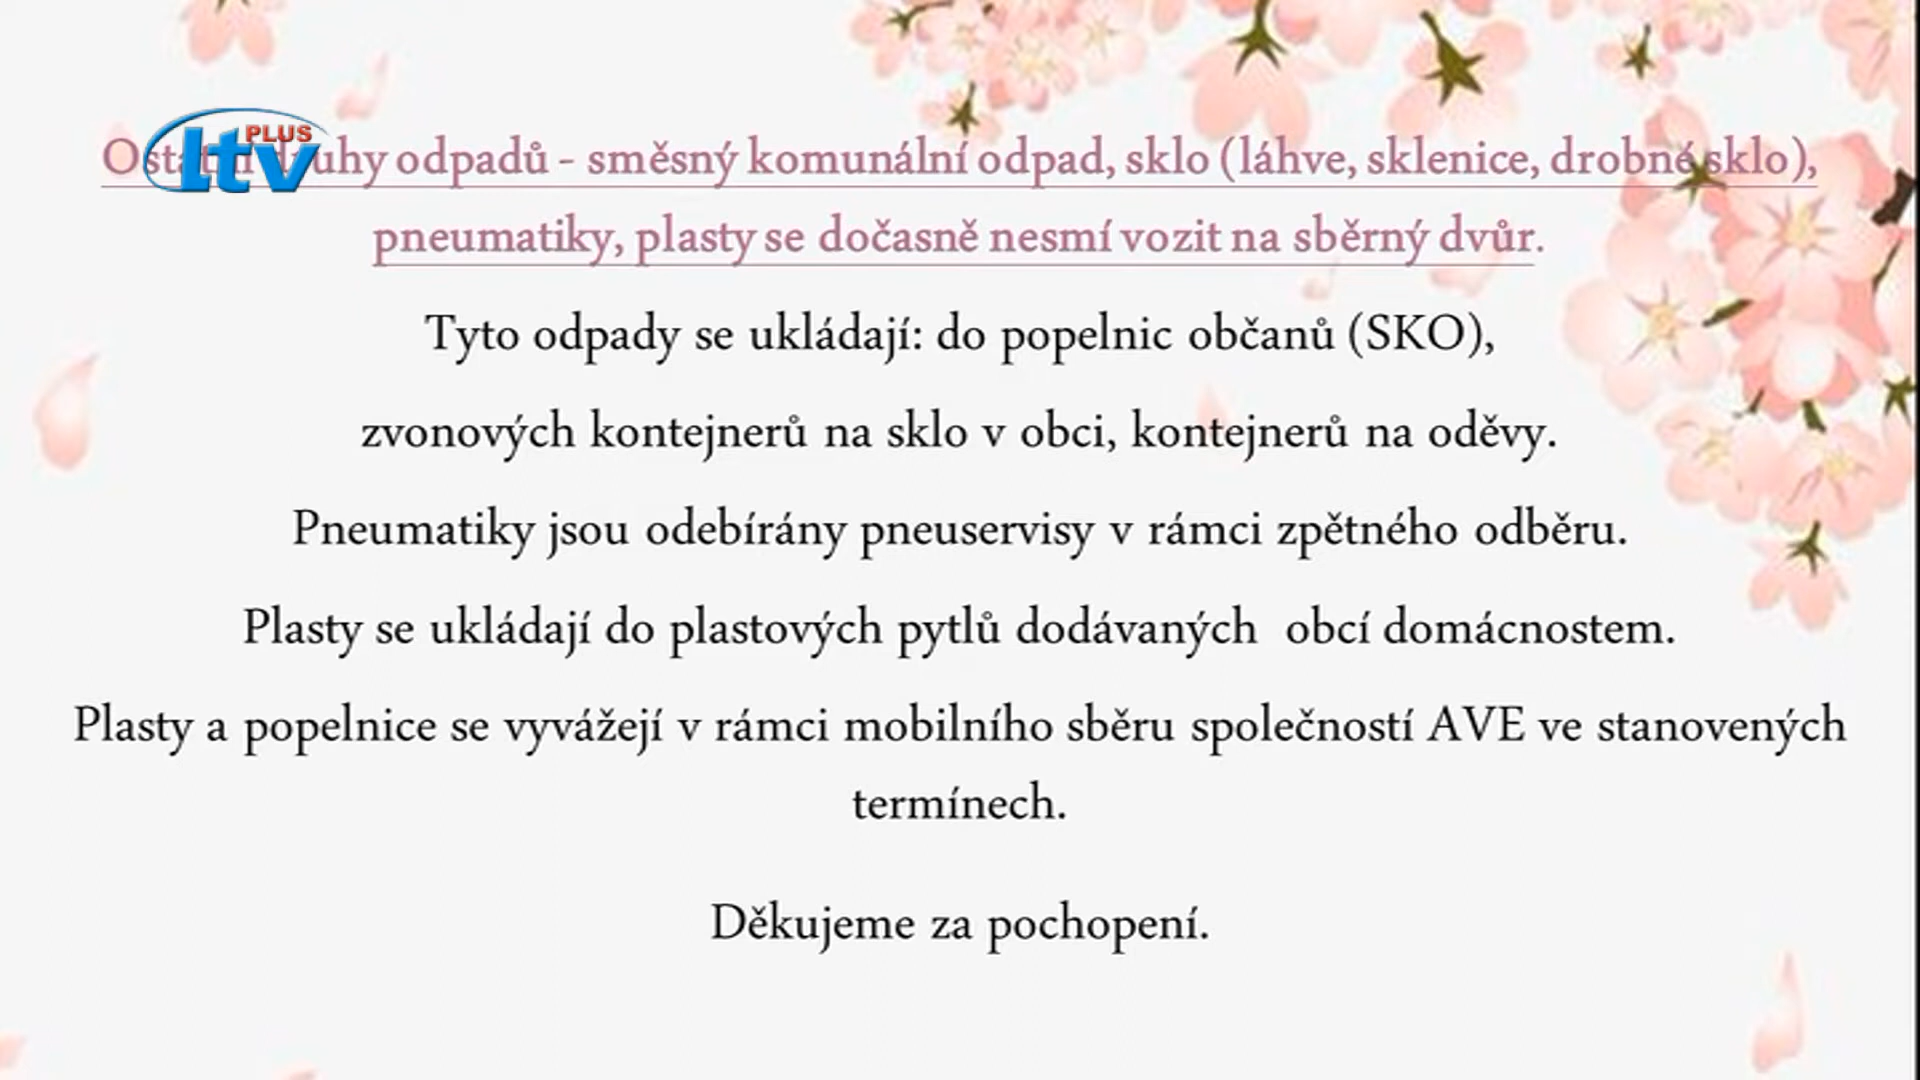 druhy odpadů - směsný komunální odpad, sklo (láhve, sklenice, drobné sklo),
pneumatiky, plasty se dočasně nesmí vozit na sběrný dvůr.
ltv PLUS
Tyto odpady se ukládají: do popelnic občanů (SKO),
zvonových kontejnerů na sklo v obci, kontejnerů na oděvy.
Pneumatiky jsou odebírány pneuservisy v rámci zpětného odběru.
Plasty se ukládají do plastových pytlů dodávaných obcí domácnostem.
Plasty a popelnice se vyvážejí v rámci mobilního sběru společností AVE ve stanovených
termínech.
Děkujeme za pochopení.